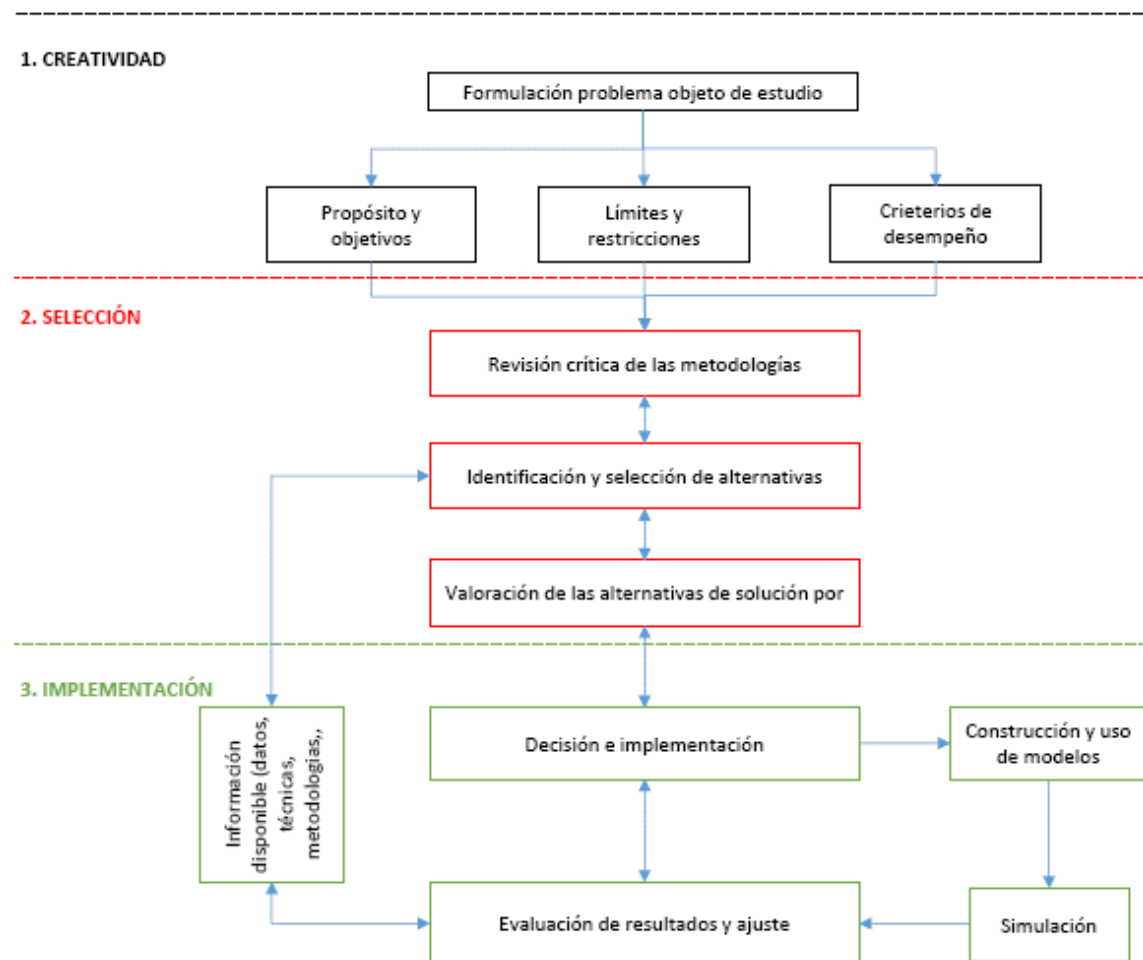 1. CREATIVIDAD
Formulación problema objeto de estudio
Propósito y
objetivos
Límites y
restricciones
Crieterios de
desempeño
2. SELECCIÓN
Revisión crítica de las metodologías
Identificación y selección de alternativas
Valoración de las alternativas de solución por
3. IMPLEMENTACIÓN
Información
disponible (datos,
técnicas,
metodologias,,
Decisión e implementación
Construcción y uso
de modelos
Evaluación de resultados y ajuste
Simulación